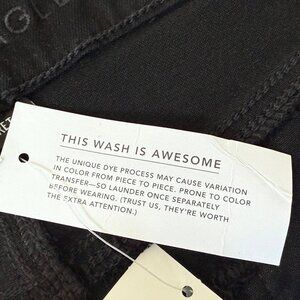 THIS WASH IS AWESOME
THE UNIQUE DYE PROCESS MAY CAUSE VARIATION
IN COLOR FROM PIECE TO PIECE. PRONE TO COLOR
TRANSFER—SO LAUNDER ONCE SEPARATELY
BEFORE WEARING. (TRUST US, THEY'RE WORTH
THE EXTRA ATTENTION.)